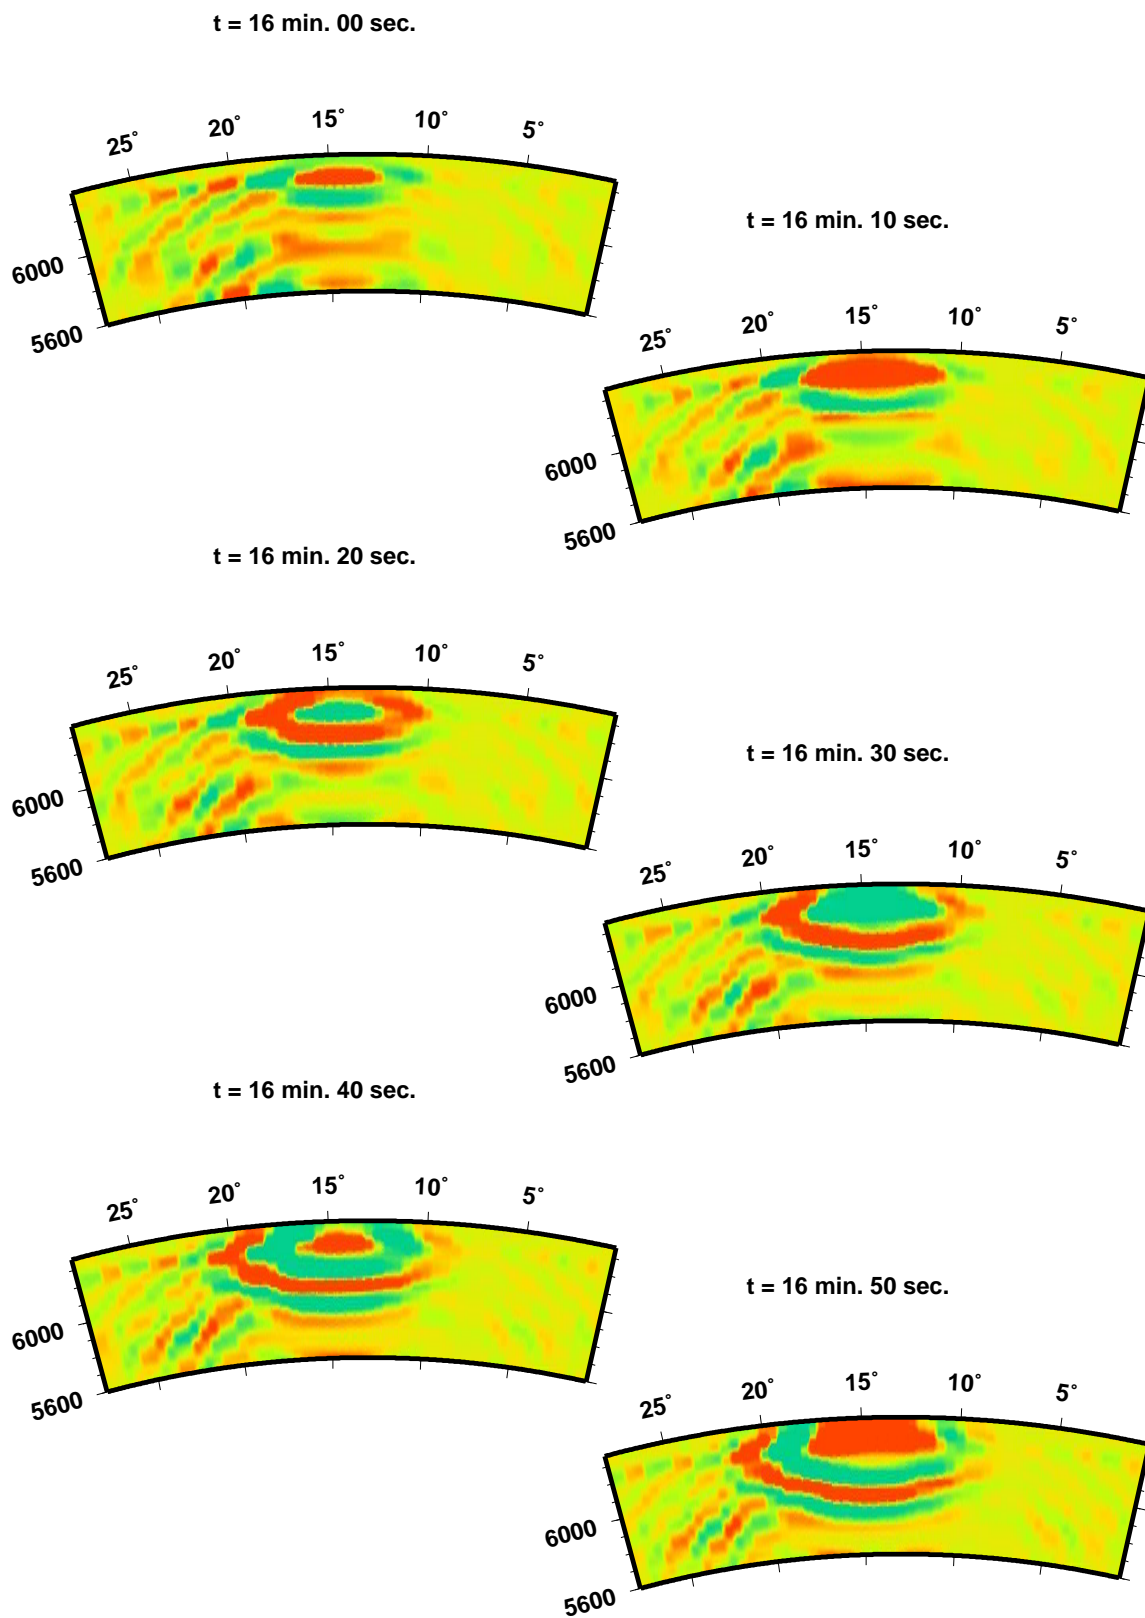 t = 16 min. 00 sec.
25° 20° 15° 10° 5°
6000
5600
t = 16 min. 10 sec.
25° 20° 15° 10° 5°
6000
5600
t = 16 min. 20 sec.
25° 20° 15° 10° 5°
6000
5600
t = 16 min. 30 sec.
25° 20° 15° 10° 5°
6000
5600
t = 16 min. 40 sec.
25° 20° 15° 10° 5°
6000
5600
t = 16 min. 50 sec.
25° 20° 15° 10° 5°
6000
5600